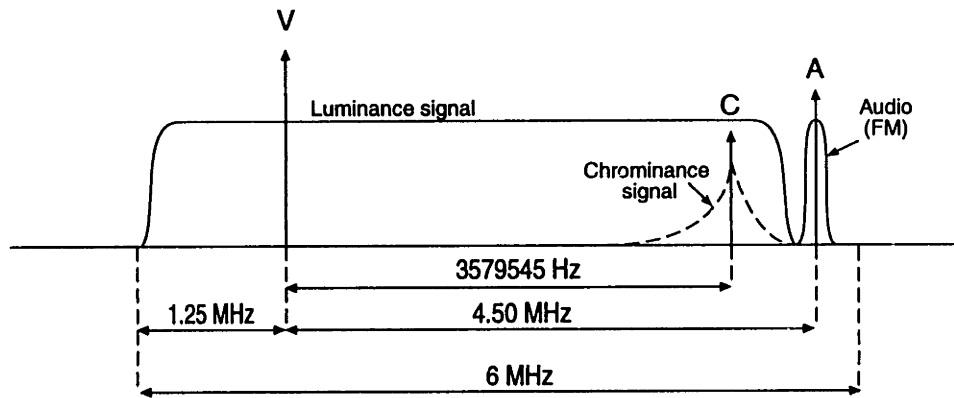 V
A
Luminance signal
C
Audio
(FM)
Chrominance
signal
3579545 Hz
1.25 MHz
4.50 MHz
6 MHz